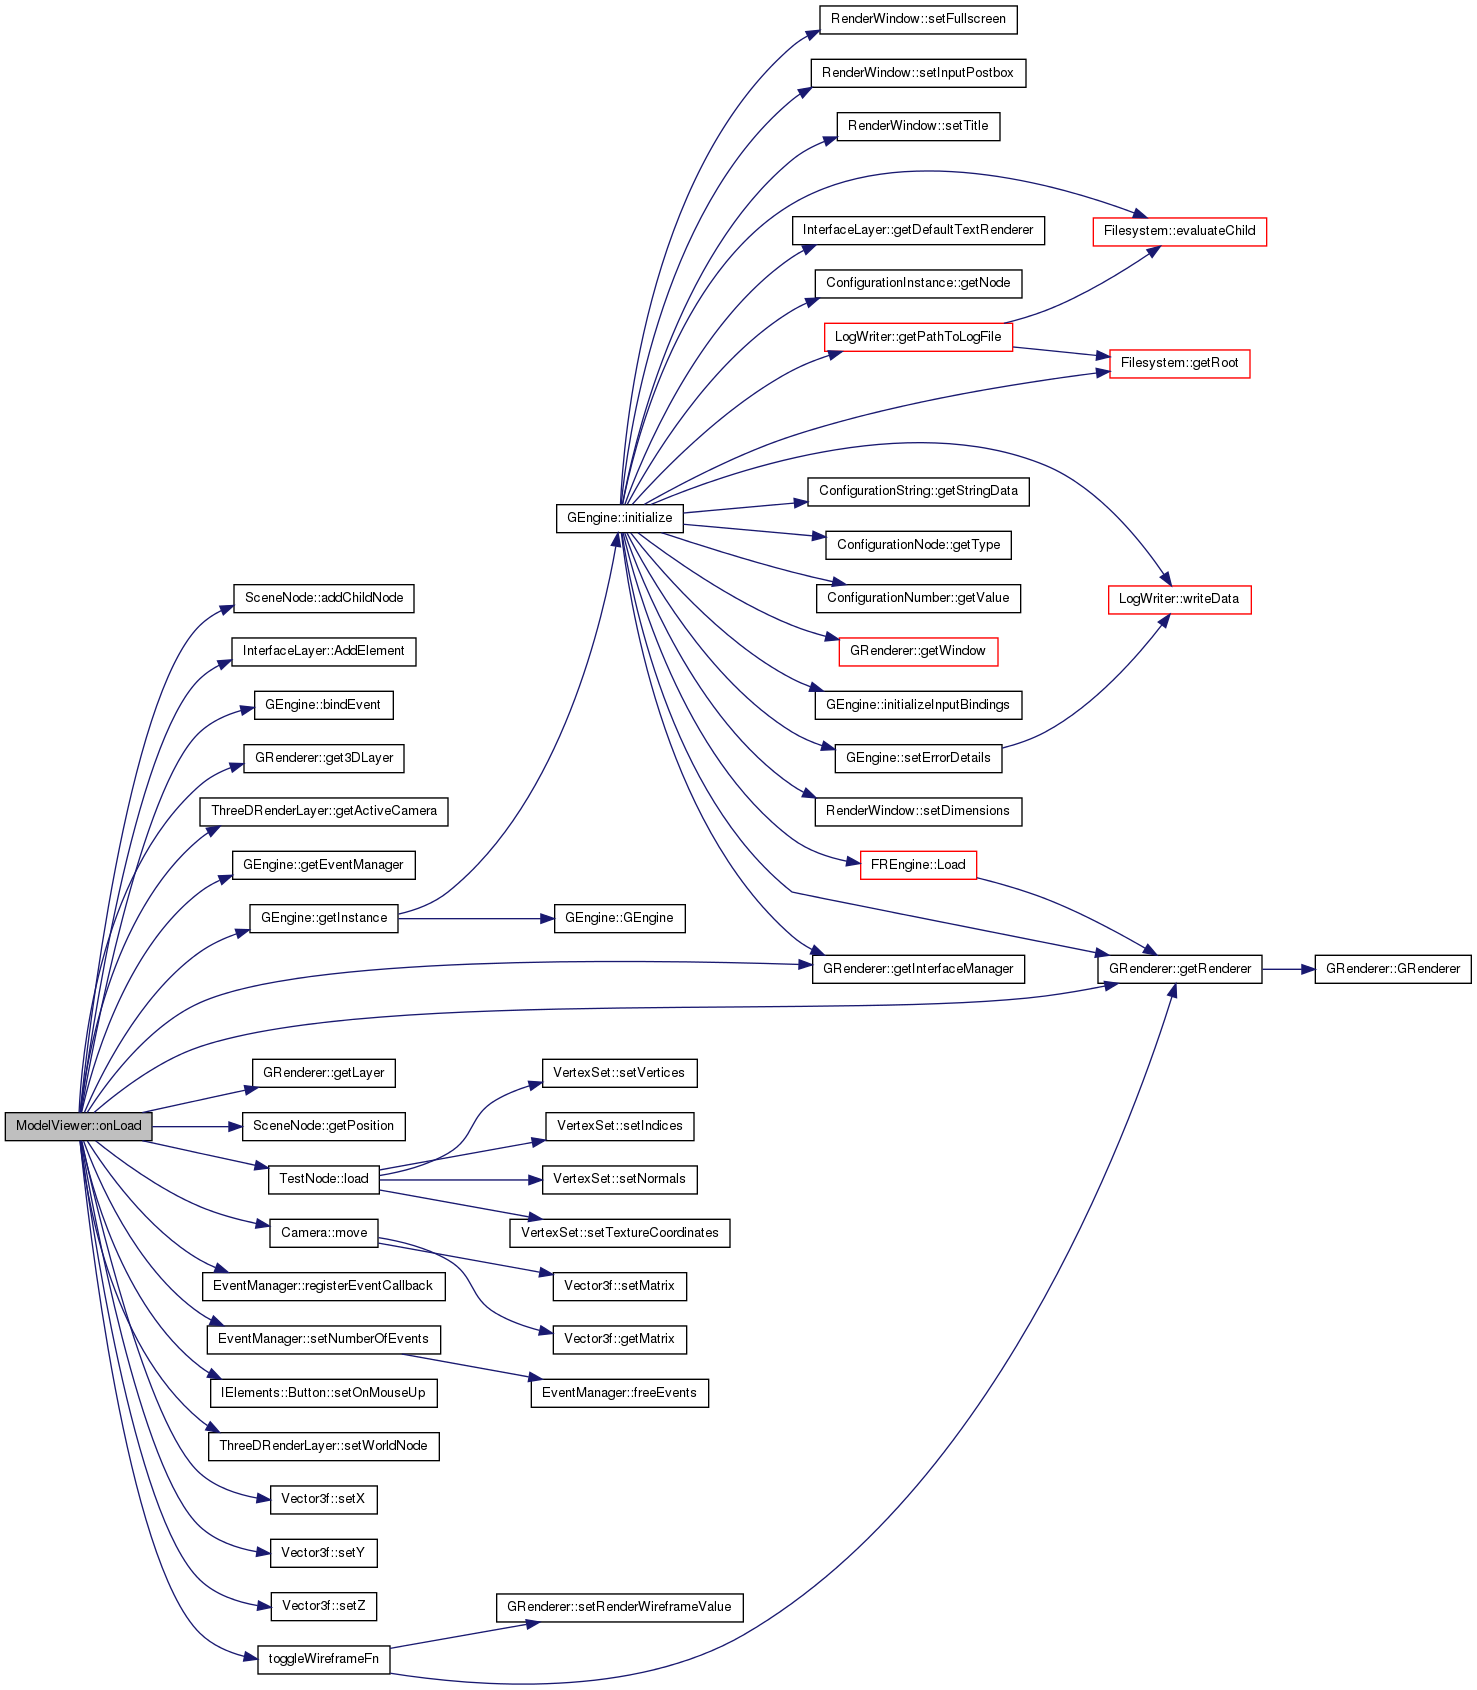 RenderWindow::setFullscreen
RenderWindow::setInputPostbox
RenderWindow::setTitle
InterfaceLayer::getDefaultTextRenderer
Filesystem::evaluateChild
ConfigurationInstance::getNode
LogWriter::getPathToLogFile
Filesystem::getRoot
ConfigurationString::getStringData
GEngine::initialize
ConfigurationNode::getType
ConfigurationNumber::getValue
LogWriter::writeData
SceneNode::addChildNode
InterfaceLayer::AddElement
GRenderer::getWindow
GEngine::bindEvent
GEngine::initializeInputBindings
GRenderer::get3DLayer
GEngine::setErrorDetails
ThreeDRenderLayer::getActiveCamera
RenderWindow::setDimensions
GEngine::getEventManager
FREngine::Load
GEngine::getInstance
GEngine::GEngine
GRenderer::getInterfaceManager
GRenderer::getRenderer
GRenderer::GRenderer
GRenderer::getLayer
VertexSet::setVertices
ModelViewer::onLoad
SceneNode::getPosition
VertexSet::setIndices
TestNode::load
VertexSet::setNormals
Camera::move
VertexSet::setTextureCoordinates
EventManager::registerEventCallback
Vector3f::setMatrix
EventManager::setNumberOfEvents
Vector3f::getMatrix
IElements::Button::setOnMouseUp
EventManager::freeEvents
ThreeDRenderLayer::setWorldNode
Vector3f::setX
Vector3f::setY
Vector3f::setZ
GRenderer::setRenderWireframeValue
toggleWireframeFn